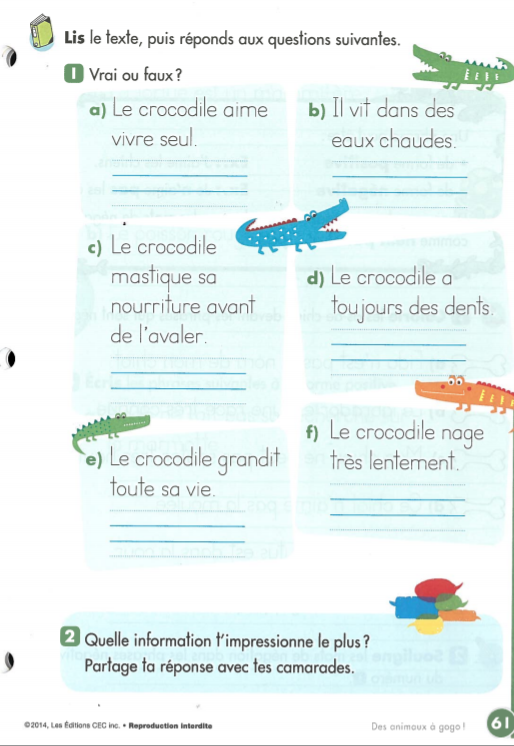 Lis le texte, puis réponds aux questions suivantes.
1 Vrai ou faux?
a) Le crocodile aime
vivre seul.
b) Il vit dans des
eaux chaudes.
c) Le crocodile
mastique sa
nourriture avant
de l'avaler.
d) Le crocodile a
toujours des dents.
e) Le crocodile grandit
toute sa vie.
f) Le crocodile nage
très lentement.
2 Quelle information t'impressionne le plus?
Partage ta réponse avec tes camarades.
©2014, Les Éditions CEC inc. • Reproduction interdite
Des animaux à gogo!
61